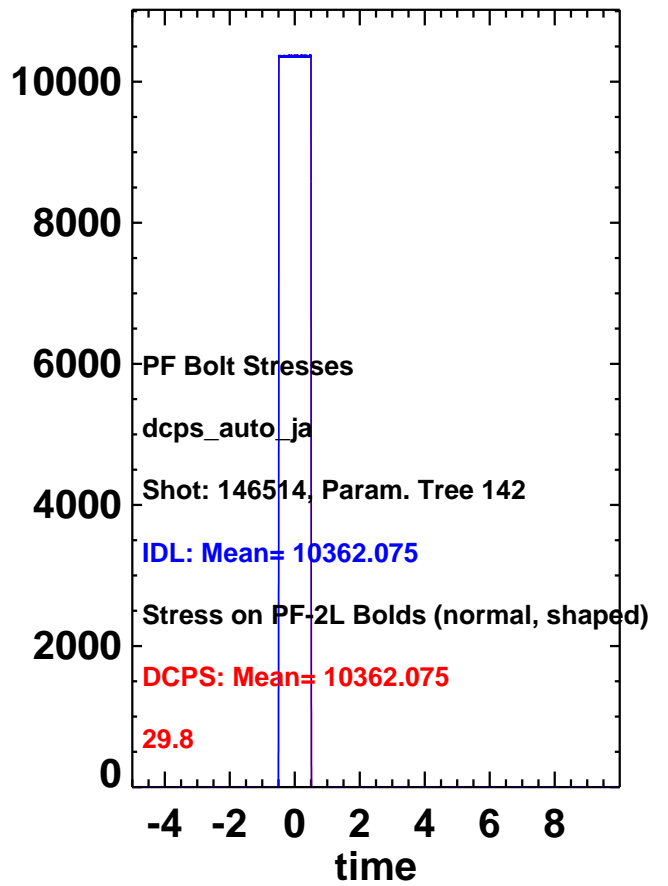 10000
8000
6000
PF Bolt Stresses
dcps_auto_ja
Shot: 146514, Param. Tree 142
4000
IDL: Mean= 10362.075
Stress on PF-2L Bolds (normal, shaped)
2000
DCPS: Mean= 10362.075
29.8
0
-4 -2 0 2 4 6 8
time